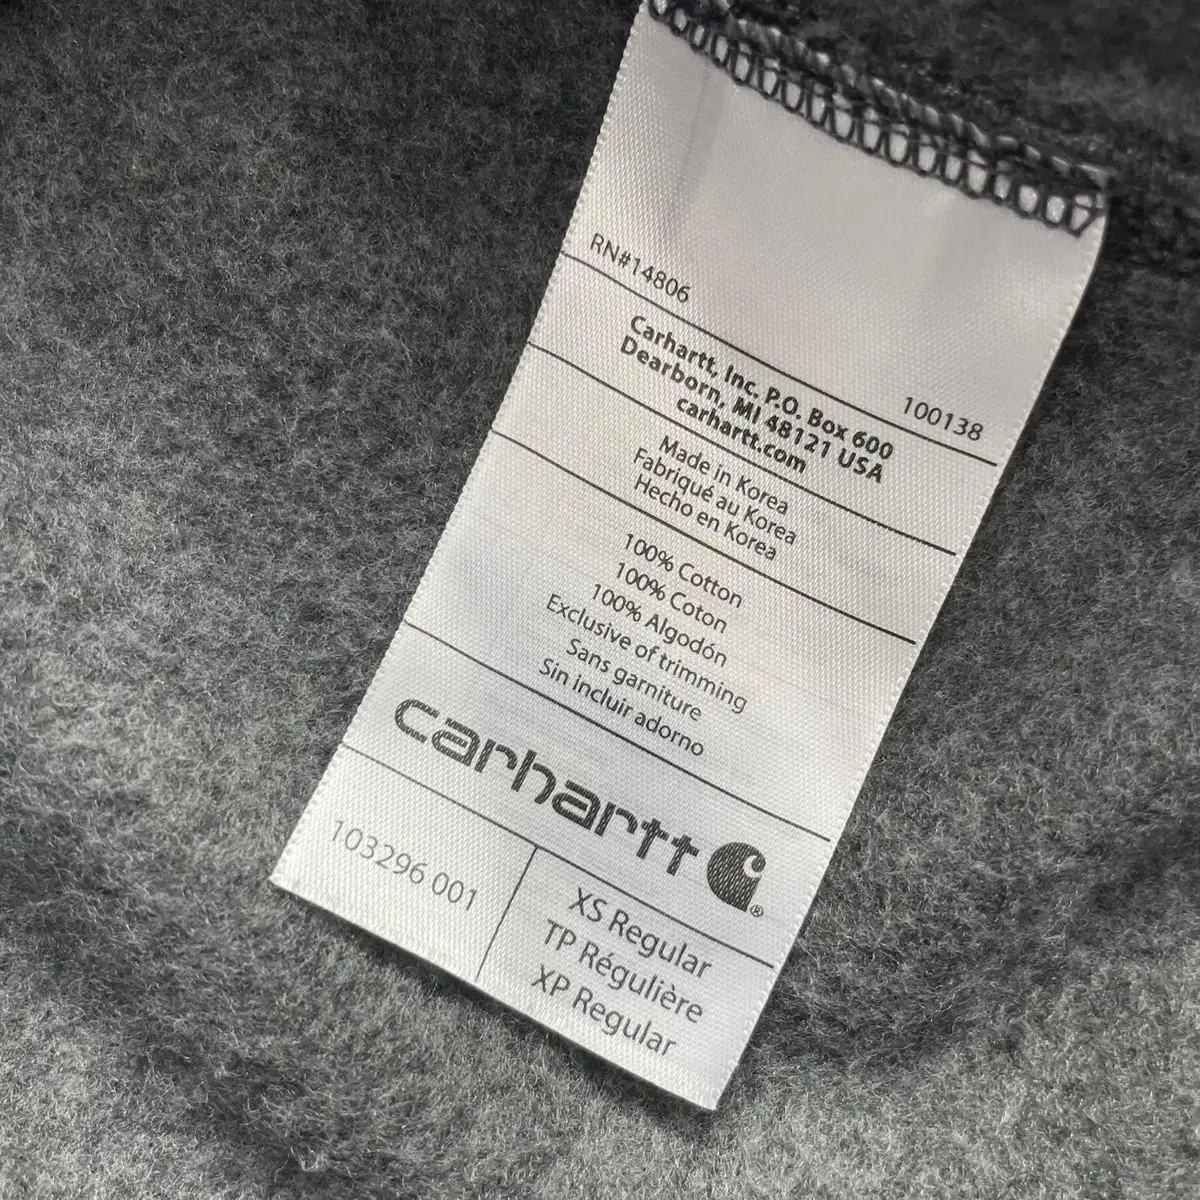 RN#14806
100138
Carhartt, Inc. P.O. Box 600
Dearborn, MI 48121 USA
carhartt.com
Made in Korea
Fabriqué au Korea
Hecho en Korea
100% Cotton
100% Coton
100% Algodón
Exclusive of trimming
Sans garniture
Sin incluir adorno
carhartt ®
103296 001
XS Regular
TP Régulière
XP Regular